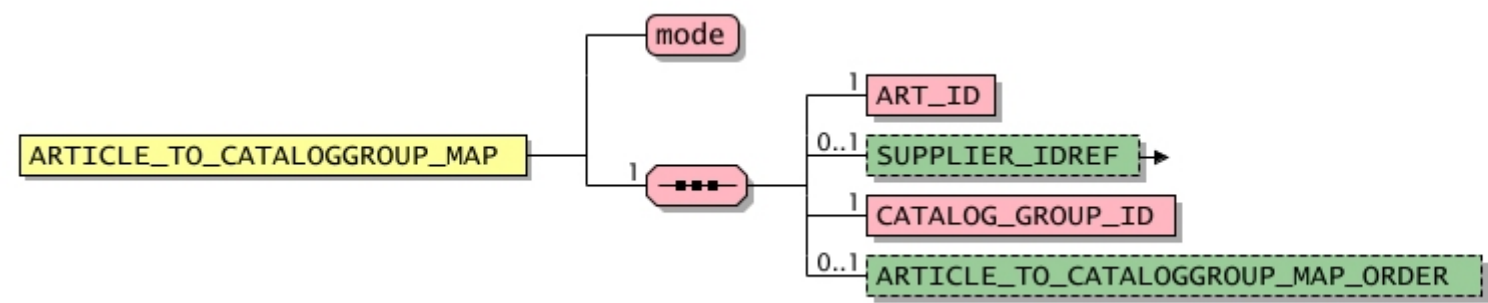 mode
1
ART_ID
0..1
SUPPLIER_IDREF
ARTICLE_TO_CATALOGGROUP_MAP
1
1
CATALOG_GROUP_ID
0..1
ARTICLE_TO_CATALOGGROUP_MAP_ORDER